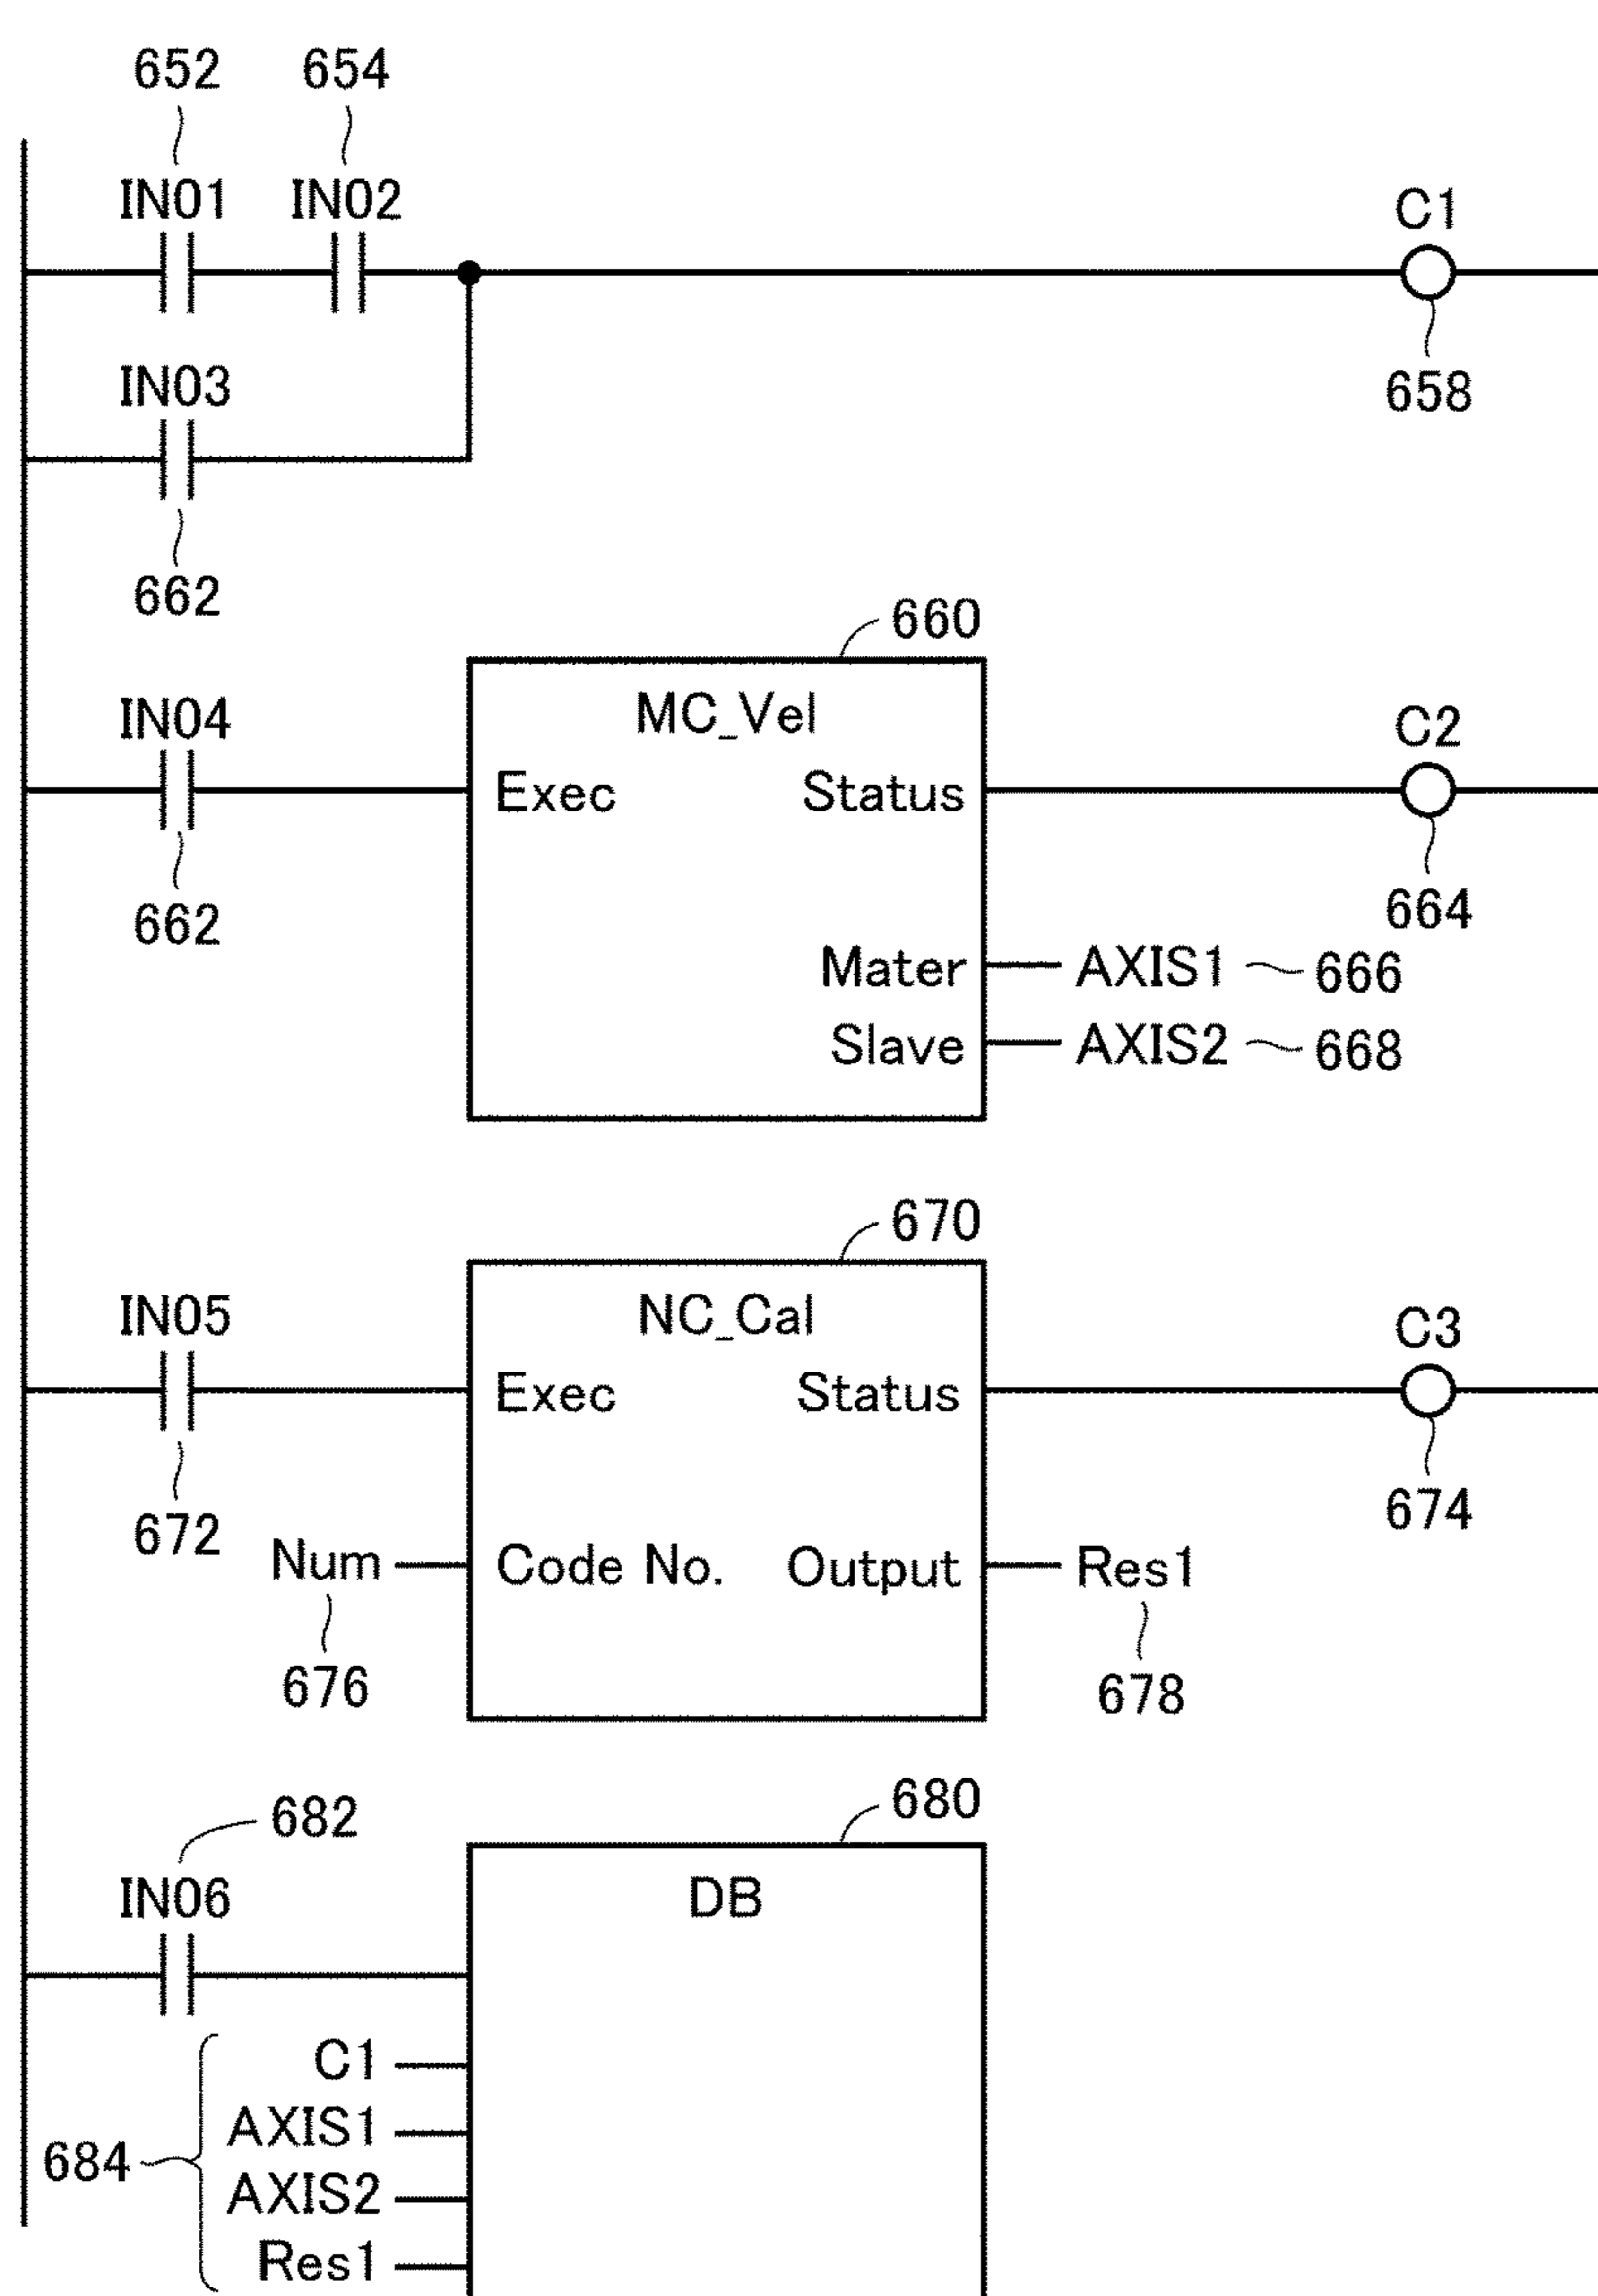 652 654
IN01 IN02 C1
IN03 658
662
660
MC_Vel
IN04 C2
Exec Status
662 664
Mater AXIS1 666
Slave AXIS2 668
670
NC_Cal
IN05 C3
Exec Status
672 674
Num Code No. Output Res1
676 678
680
682
IN06 DB
C1
AXIS1
684
AXIS2
Res1